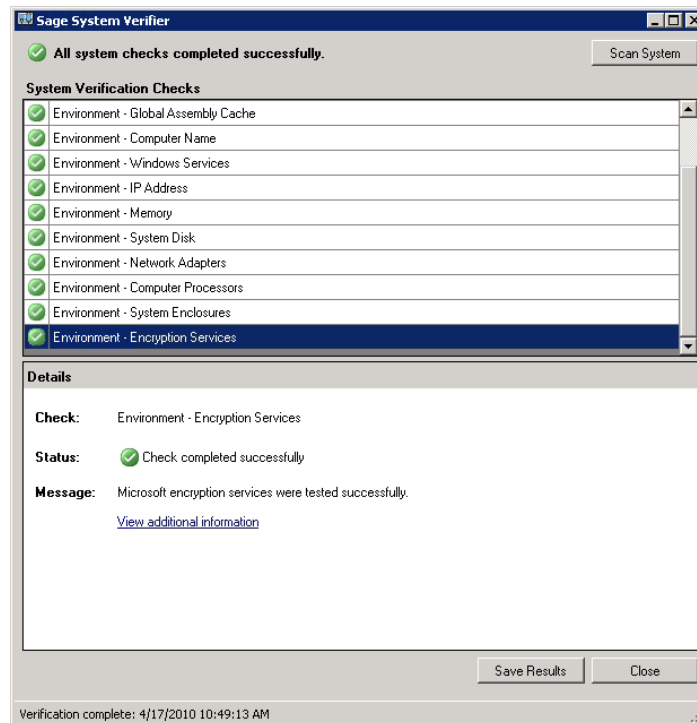 Sage System Verifier
All system checks completed successfully.
Scan System
System Verification Checks
Environment - Global Assembly Cache
Environment - Computer Name
Environment - Windows Services
Environment - IP Address
Environment - Memory
Environment - System Disk
Environment - Network Adapters
Environment - Computer Processors
Environment - System Enclosures
Environment - Encryption Services
Details
Check: Environment - Encryption Services
Status: Check completed successfully
Message: Microsoft encryption services were tested successfully.
View additional information
Save Results Close
Verification complete: 4/17/2010 10:49:13 AM